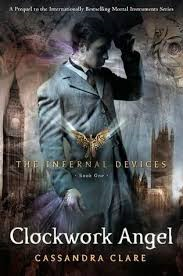 A Prequel to the Internationally Bestselling Mortal Instruments Series
THE INFERNAL DEVICES
· Book One ·
Clockwork Angel
CASSANDRA CLARE